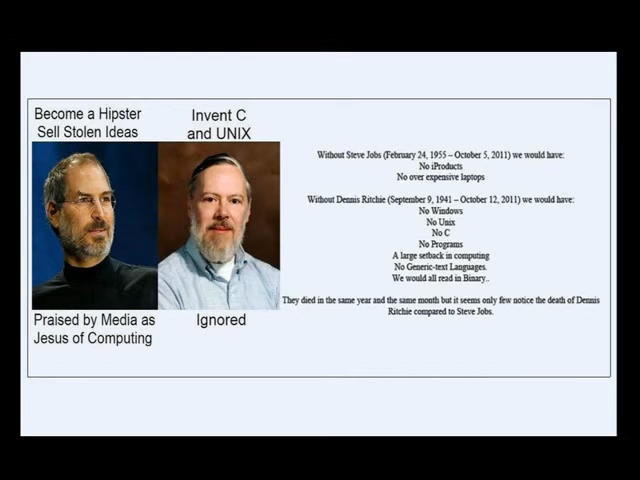 Become a Hipster
Sell Stolen Ideas
Invent C
and UNIX
Praised by Media as
Jesus of Computing
Ignored
Without Steve Jobs (February 24, 1955 – October 5, 2011) we would have:
No iProducts
No over expensive laptops
Without Dennis Ritchie (September 9, 1941 – October 12, 2011) we would have:
No Windows
No Unix
No C
No Programs
A large setback in computing
No Generic-text Languages.
We would all read in Binary..
They died in the same year and the same month but it seems only few notice the death of Dennis
Ritchie compared to Steve Jobs.